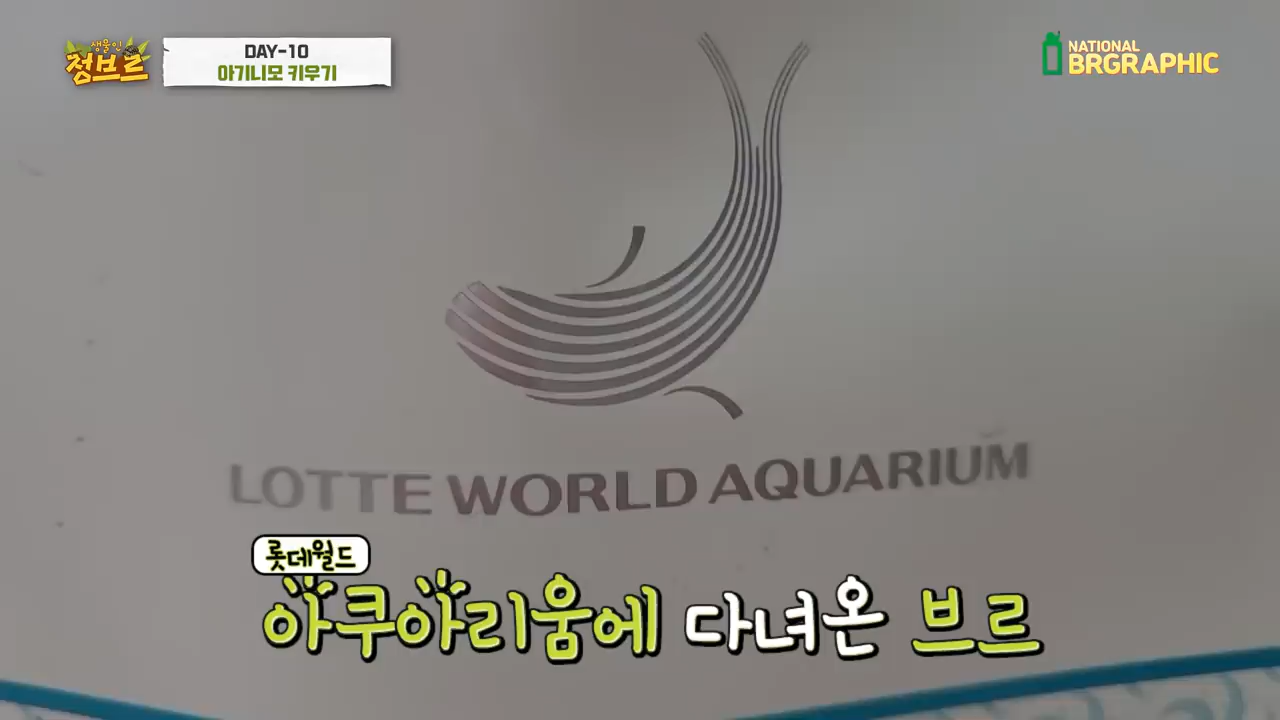 생물인
정브르
DAY-10
아기니모 키우기
NATIONAL
BRGRAPHIC
LOTTE WORLD AQUARIUM
롯데월드
아쿠아리움에 다녀온 브르